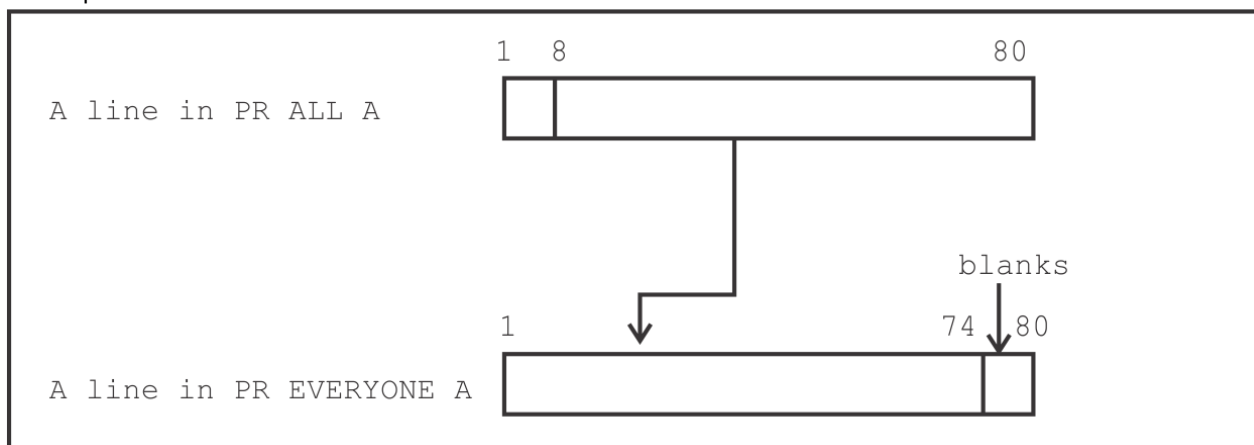 1 8 80
A line in PR ALL A
blanks
1 74 80
A line in PR EVERYONE A